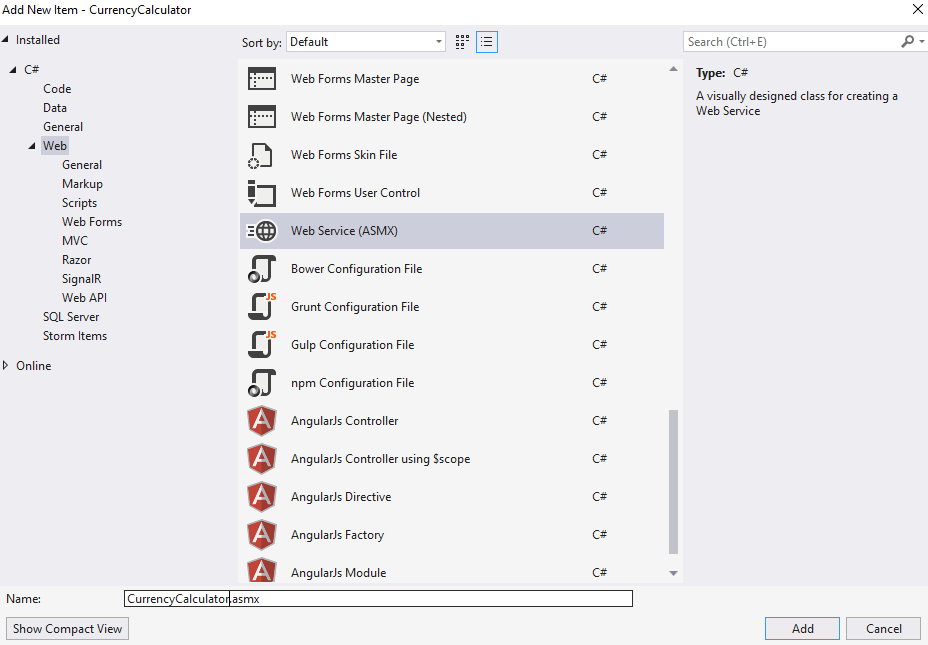 Add New Item - CurrencyCalculator
Installed
C#
Code
Data
General
Web
General
Markup
Scripts
Web Forms
MVC
Razor
SignalR
Web API
SQL Server
Storm Items
Online
Sort by: Default
Web Forms Master Page C#
Web Forms Master Page (Nested) C#
Web Forms Skin File C#
Web Forms User Control C#
Web Service (ASMX) C#
Bower Configuration File C#
JS
Grunt Configuration File C#
JS
Gulp Configuration File C#
npm Configuration File C#
A AngularJs Controller C#
A AngularJs Controller using $scope C#
A AngularJs Directive C#
A AngularJs Factory C#
A AngularJs Module C#
Search (Ctrl+E)
Type: C#
A visually designed class for creating a
Web Service
Name: CurrencyCalculator.asmx
Show Compact View
Add Cancel